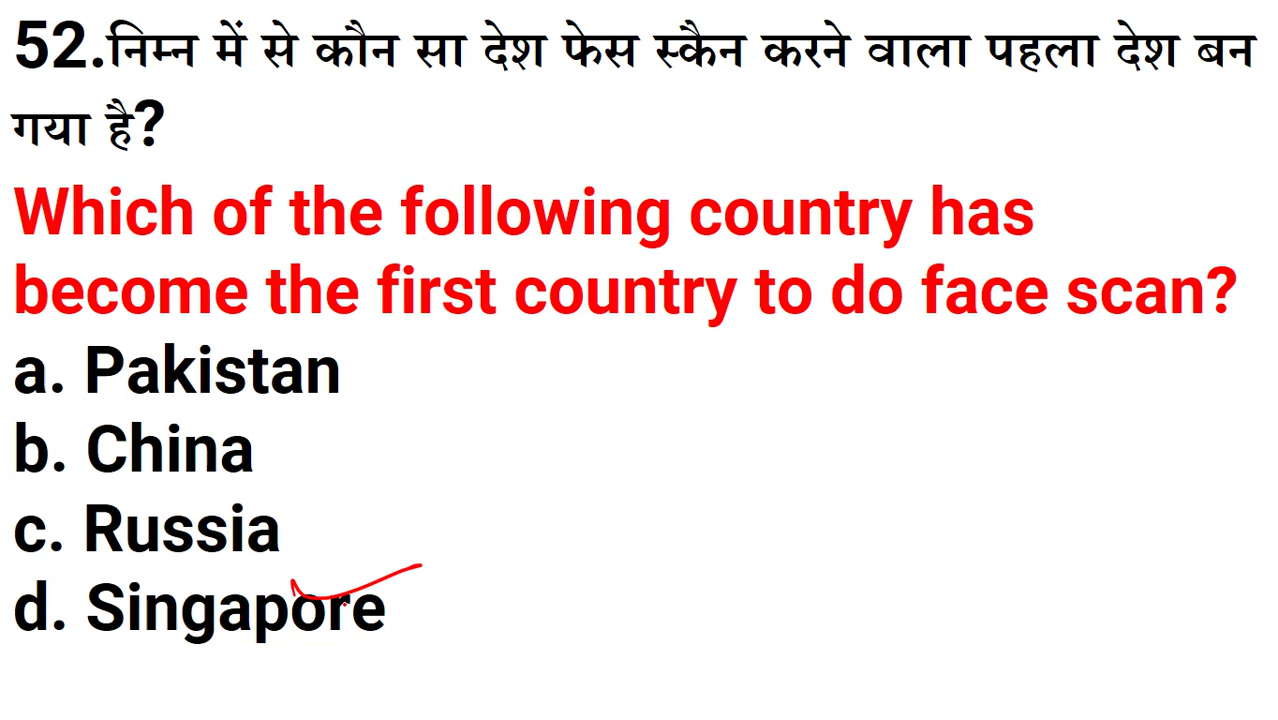 52.निम्न में से कौन सा देश फेस स्कैन करने वाला पहला देश बन
गया है?
Which of the following country has
become the first country to do face scan?
a. Pakistan
b. China
c. Russia
d. Singapore